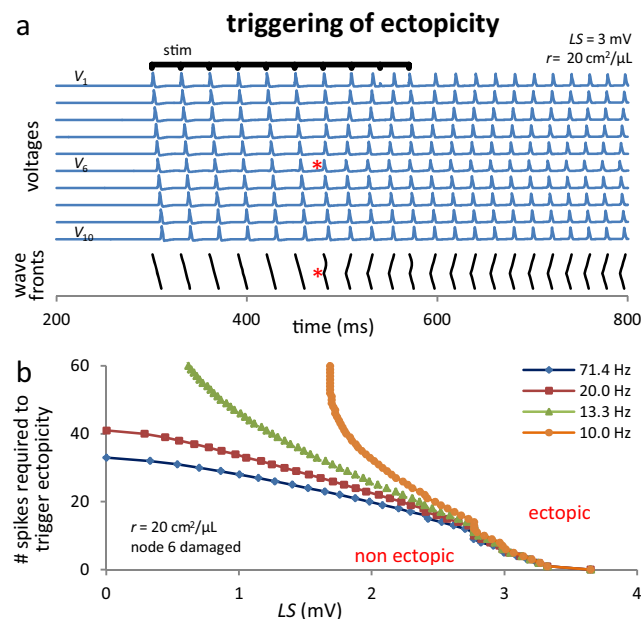 a
triggering of ectopicity
LS = 3 mV
r = 20 cm²/µL
stim
V1
V6
V10
voltages
*
wave fronts
*
200 400 600 800
time (ms)
b
60
40
20
0
# spikes required to trigger ectopicity
71.4 Hz
20.0 Hz
13.3 Hz
10.0 Hz
r = 20 cm²/µL
node 6 damaged
ectopic
non ectopic
0 1 2 3 4
LS (mV)